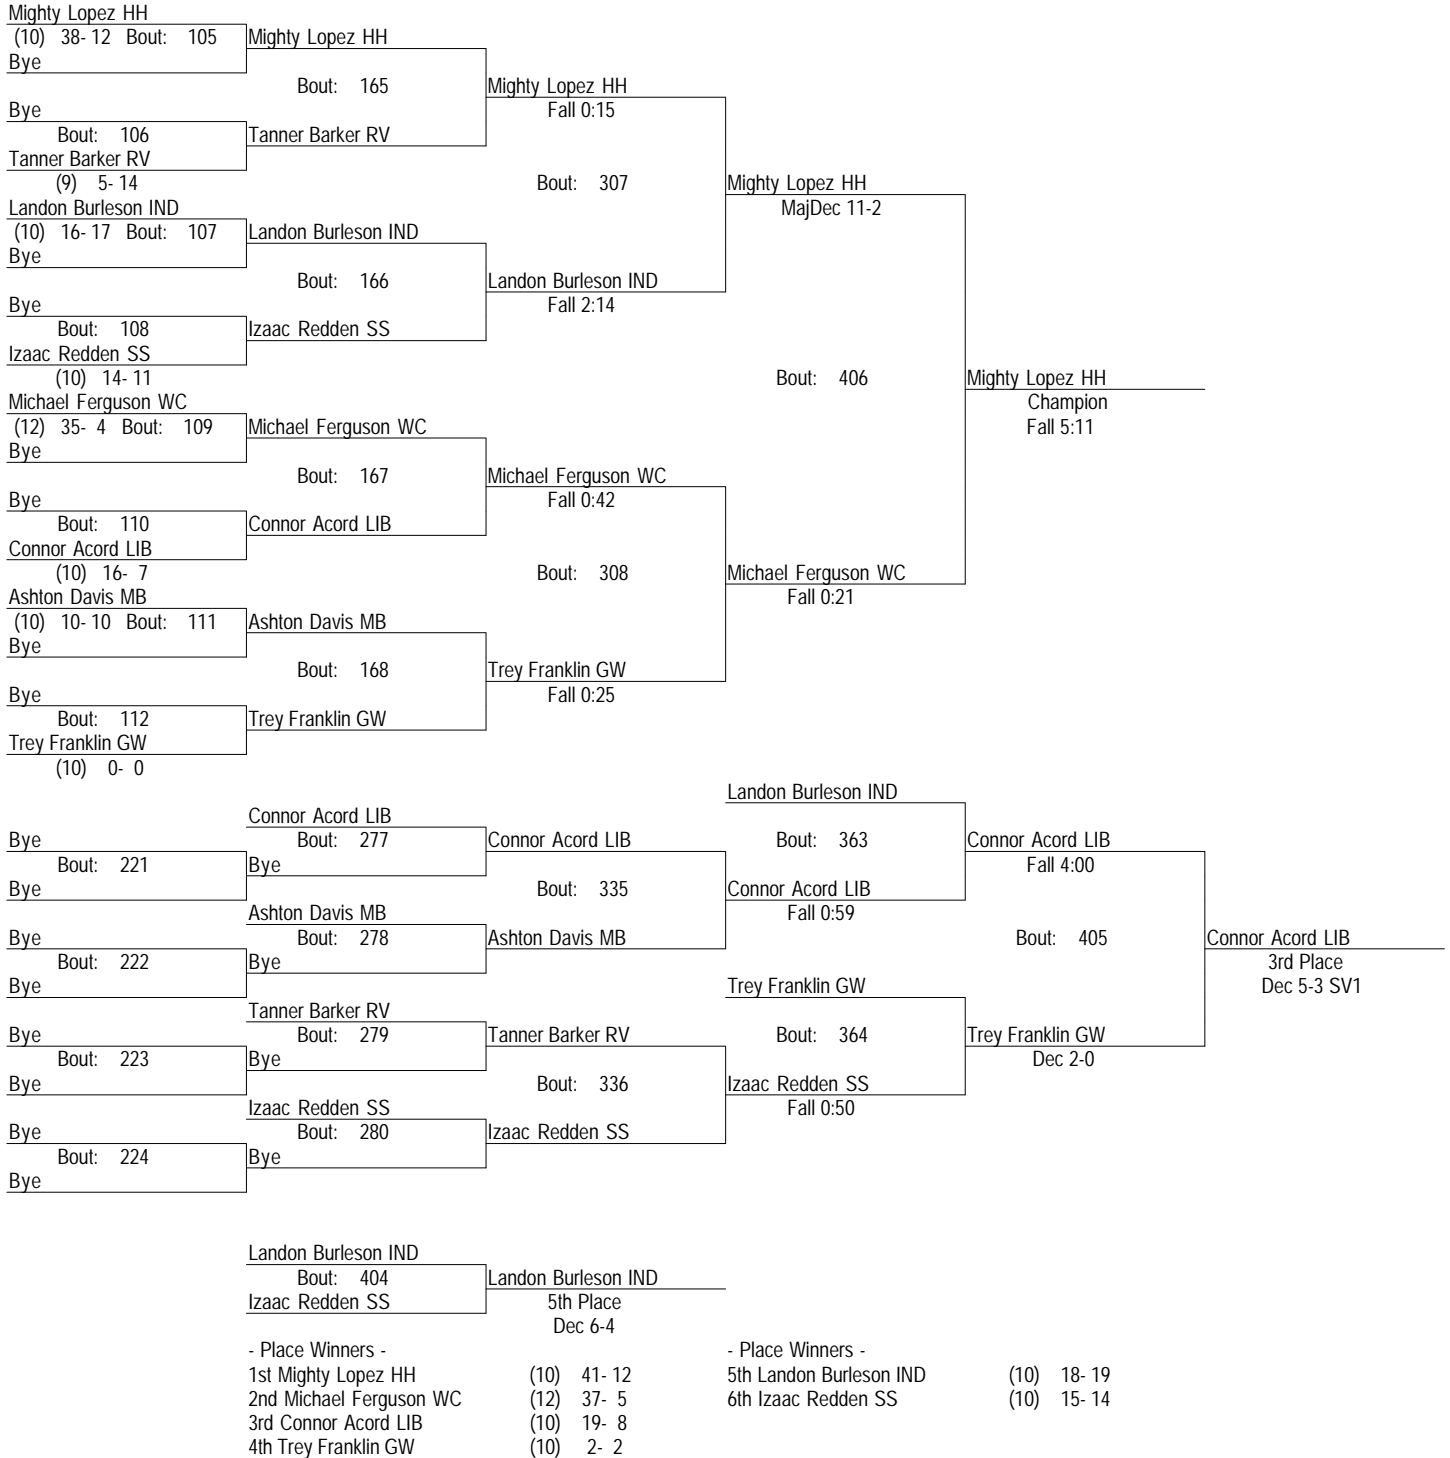 Mighty Lopez HH
(10) 38- 12 Bout: 105 Mighty Lopez HH
Bye
Bout: 165 Mighty Lopez HH
Bye Fall 0:15
Bout: 106 Tanner Barker RV
Tanner Barker RV
(9) 5- 14 Bout: 307 Mighty Lopez HH
Landon Burleson IND MajDec 11-2
(10) 16- 17 Bout: 107 Landon Burleson IND
Bye
Bout: 166 Landon Burleson IND
Bye Fall 2:14
Bout: 108 Izaac Redden SS
Izaac Redden SS
(10) 14- 11 Bout: 406 Mighty Lopez HH
Michael Ferguson WC Champion
(12) 35- 4 Bout: 109 Michael Ferguson WC Fall 5:11
Bye
Bout: 167 Michael Ferguson WC
Bye Fall 0:42
Bout: 110 Connor Acord LIB
Connor Acord LIB
(10) 16- 7 Bout: 308 Michael Ferguson WC
Ashton Davis MB Fall 0:21
(10) 10- 10 Bout: 111 Ashton Davis MB
Bye
Bout: 168 Trey Franklin GW
Bye Fall 0:25
Bout: 112 Trey Franklin GW
Trey Franklin GW
(10) 0- 0
Landon Burleson IND
Connor Acord LIB
Bye Bout: 277 Connor Acord LIB Bout: 363 Connor Acord LIB
Bout: 221 Bye Fall 4:00
Bye Bout: 335 Connor Acord LIB
Ashton Davis MB Fall 0:59
Bye Bout: 278 Ashton Davis MB Bout: 405 Connor Acord LIB
Bout: 222 Bye 3rd Place
Bye Trey Franklin GW Dec 5-3 SV1
Tanner Barker RV
Bye Bout: 279 Tanner Barker RV Bout: 364 Trey Franklin GW
Bout: 223 Bye Dec 2-0
Bye Bout: 336 Izaac Redden SS
Izaac Redden SS Fall 0:50
Bye Bout: 280 Izaac Redden SS
Bout: 224 Bye
Bye
Landon Burleson IND
Bout: 404 Landon Burleson IND
Izaac Redden SS 5th Place
Dec 6-4
- Place Winners - - Place Winners -
1st Mighty Lopez HH (10) 41- 12 5th Landon Burleson IND (10) 18- 19
2nd Michael Ferguson WC (12) 37- 5 6th Izaac Redden SS (10) 15- 14
3rd Connor Acord LIB (10) 19- 8
4th Trey Franklin GW (10) 2- 2